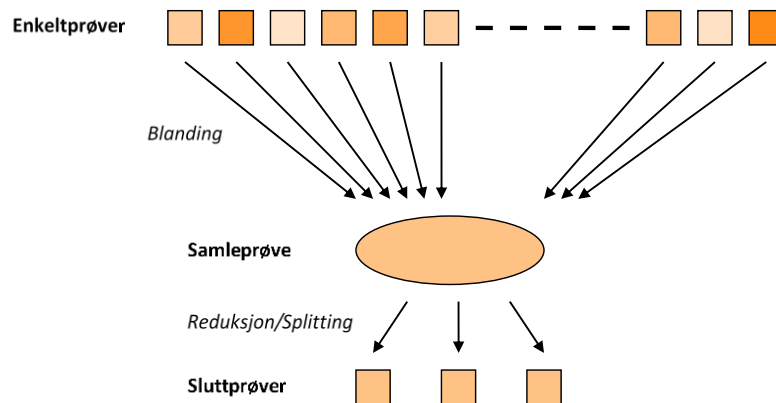 Enkeltprøver
Blanding
Samleprøve
Reduksjon/Splitting
Sluttprøver